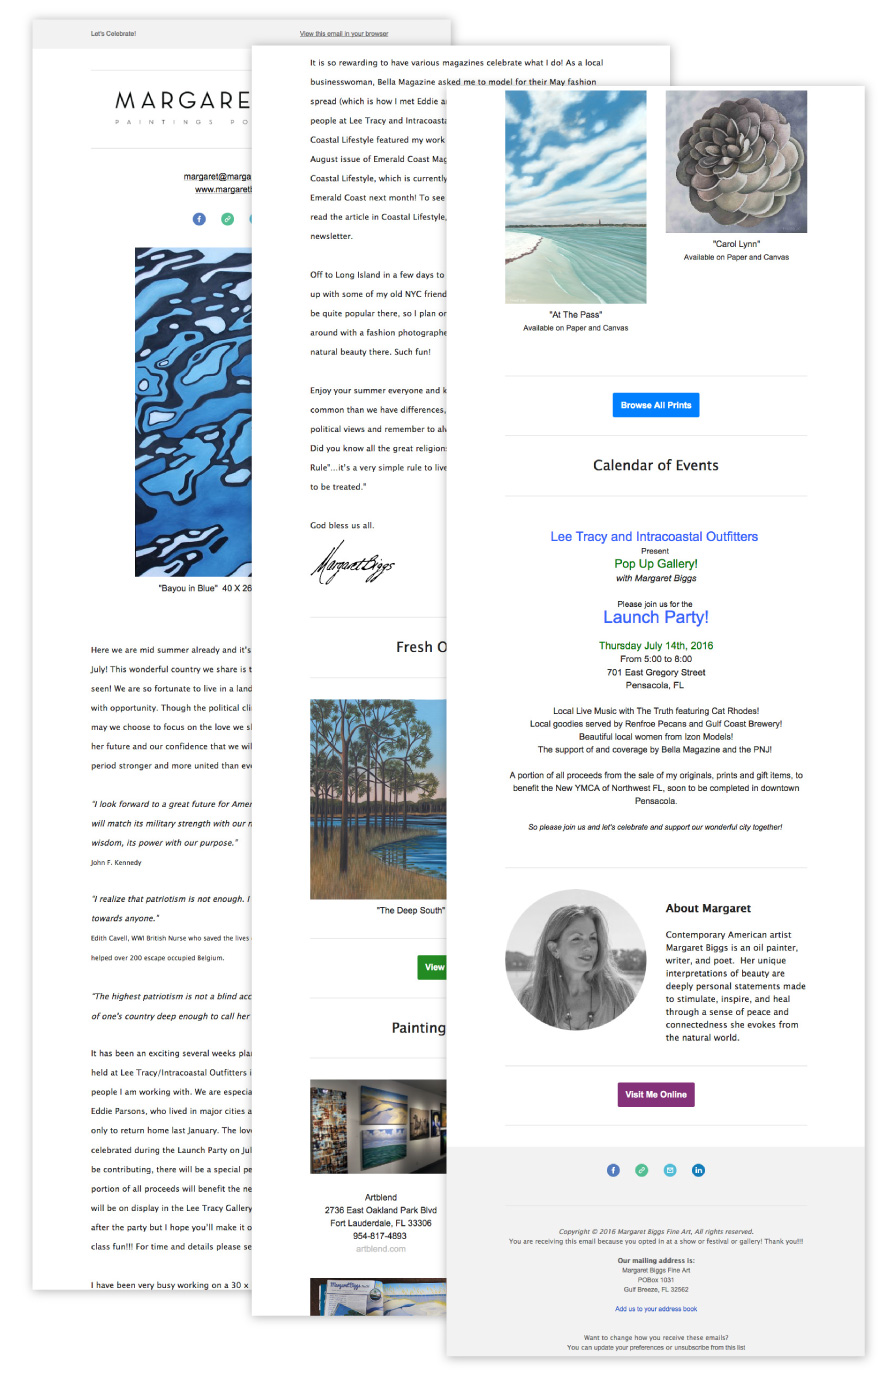 Let's Celebrate!
View this email in your browser
MARGARE
PAINTINGS PO
margaret@marga
www.margaretl
"Bayou in Blue" 40 X 26
Here we are mid summer already and it's
July! This wonderful country we share is t
seen! We are so fortunate to live in a land
with opportunity. Though the political cli
may we choose to focus on the love we sh
her future and our confidence that we wil
period stronger and more united than eve
"I look forward to a great future for Amer
will match its military strength with our m
wisdom, its power with our purpose."
John F. Kennedy
"I realize that patriotism is not enough. I
towards anyone."
Edith Cavell, WWI British Nurse who saved the lives
helped over 200 escape occupied Belgium.
"The highest patriotism is not a blind acc
of one's country deep enough to call her
It has been an exciting several weeks plan
held at Lee Tracy/Intracoastal Outfitters i
people I am working with. We are especia
Eddie Parsons, who lived in major cities a
only to return home last January. The love
celebrated during the Launch Party on Jul
be contributing, there will be a special pe
portion of all proceeds will benefit the ne
will be on display in the Lee Tracy Gallery
after the party but I hope you'll make it o
class fun!!! For time and details please se
I have been very busy working on a 30 x
It is so rewarding to have various magazines celebrate what I do! As a local
businesswoman, Bella Magazine asked me to model for their May fashion
spread (which is how I met Eddie a
people at Lee Tracy and Intracoasta
Coastal Lifestyle featured my work
August issue of Emerald Coast Mag
Coastal Lifestyle, which is currently
Emerald Coast next month! To see
read the article in Coastal Lifestyle,
newsletter.
Off to Long Island in a few days to
up with some of my old NYC friend
be quite popular there, so I plan or
around with a fashion photographe
natural beauty there. Such fun!
Enjoy your summer everyone and k
common than we have differences,
political views and remember to alv
Did you know all the great religion
Rule"...it's a very simple rule to live
to be treated."
God bless us all.
Margaret Biggs
Fresh O
"The Deep South"
View
Painting
Artblend
2736 East Oakland Park Blvd
Fort Lauderdale, FL 33306
954-817-4893
artblend.com
MargaretBiggs
"At The Pass"
Available on Paper and Canvas
"Carol Lynn"
Available on Paper and Canvas
Browse All Prints
Calendar of Events
Lee Tracy and Intracoastal Outfitters
Present
Pop Up Gallery!
with Margaret Biggs
Please join us for the
Launch Party!
Thursday July 14th, 2016
From 5:00 to 8:00
701 East Gregory Street
Pensacola, FL
Local Live Music with The Truth featuring Cat Rhodes!
Local goodies served by Renfroe Pecans and Gulf Coast Brewery!
Beautiful local women from Izon Models!
The support of and coverage by Bella Magazine and the PNJ!
A portion of all proceeds from the sale of my originals, prints and gift items, to
benefit the New YMCA of Northwest FL, soon to be completed in downtown
Pensacola.
So please join us and let's celebrate and support our wonderful city together!
About Margaret
Contemporary American artist
Margaret Biggs is an oil painter,
writer, and poet. Her unique
interpretations of beauty are
deeply personal statements made
to stimulate, inspire, and heal
through a sense of peace and
connectedness she evokes from
the natural world.
Visit Me Online
Copyright © 2016 Margaret Biggs Fine Art, All rights reserved.
You are receiving this email because you opted in at a show or festival or gallery! Thank you!!!
Our mailing address is:
Margaret Biggs Fine Art
POBox 1031
Gulf Breeze, FL 32562
Add us to your address book
Want to change how you receive these emails?
You can update your preferences or unsubscribe from this list